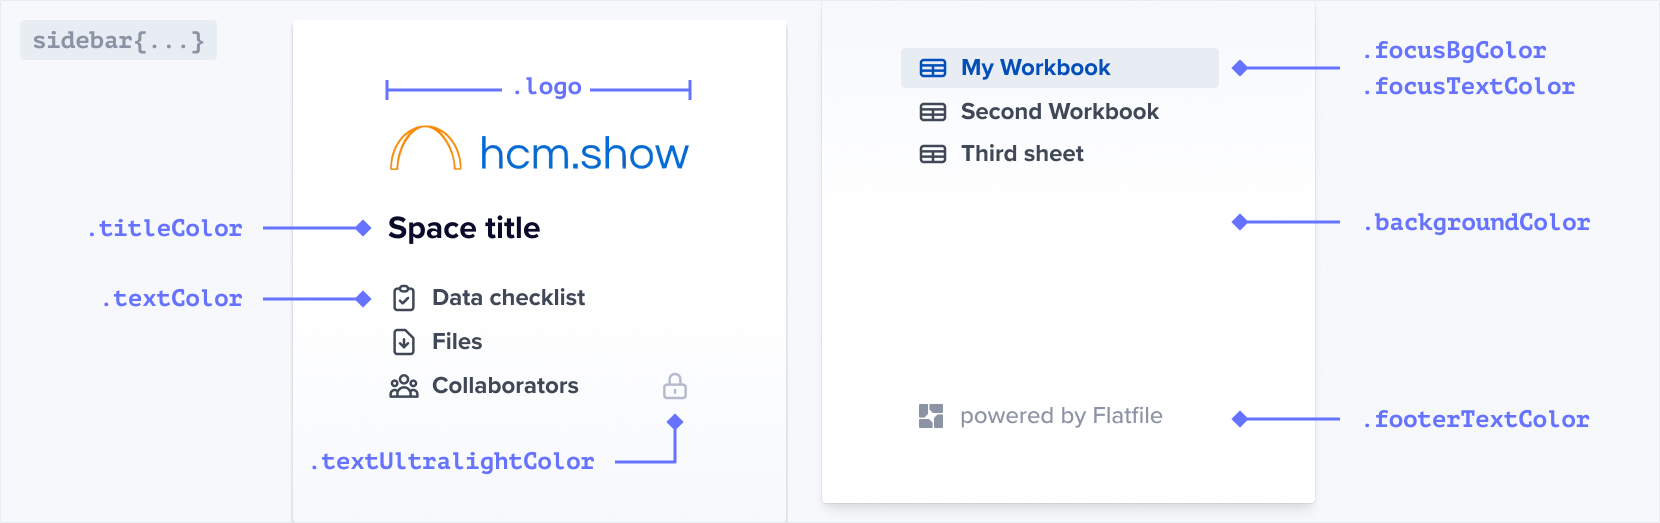 sidebar{...}
.logo
hcm.show
.titleColor
Space title
.textColor
Data checklist
Files
Collaborators
.textUltralightColor
My Workbook
Second Workbook
Third sheet
.focusBgColor
.focusTextColor
.backgroundColor
powered by Flatfile
.footerTextColor